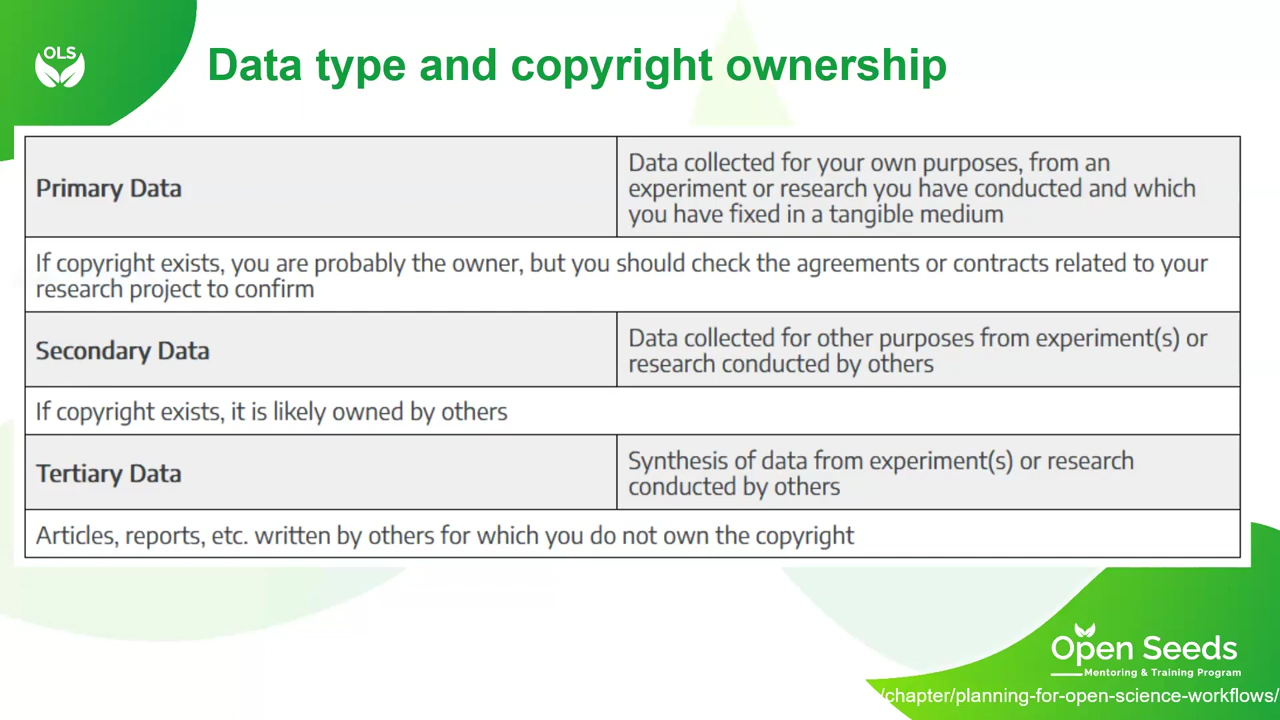 OLS
Data type and copyright ownership
Primary Data
Data collected for your own purposes, from an
experiment or research you have conducted and which
you have fixed in a tangible medium
If copyright exists, you are probably the owner, but you should check the agreements or contracts related to your
research project to confirm
Secondary Data
Data collected for other purposes from experiment(s) or
research conducted by others
If copyright exists, it is likely owned by others
Tertiary Data
Synthesis of data from experiment(s) or research
conducted by others
Articles, reports, etc. written by others for which you do not own the copyright
Open Seeds
Mentoring & Training Program
/chapter/planning-for-open-science-workflows/